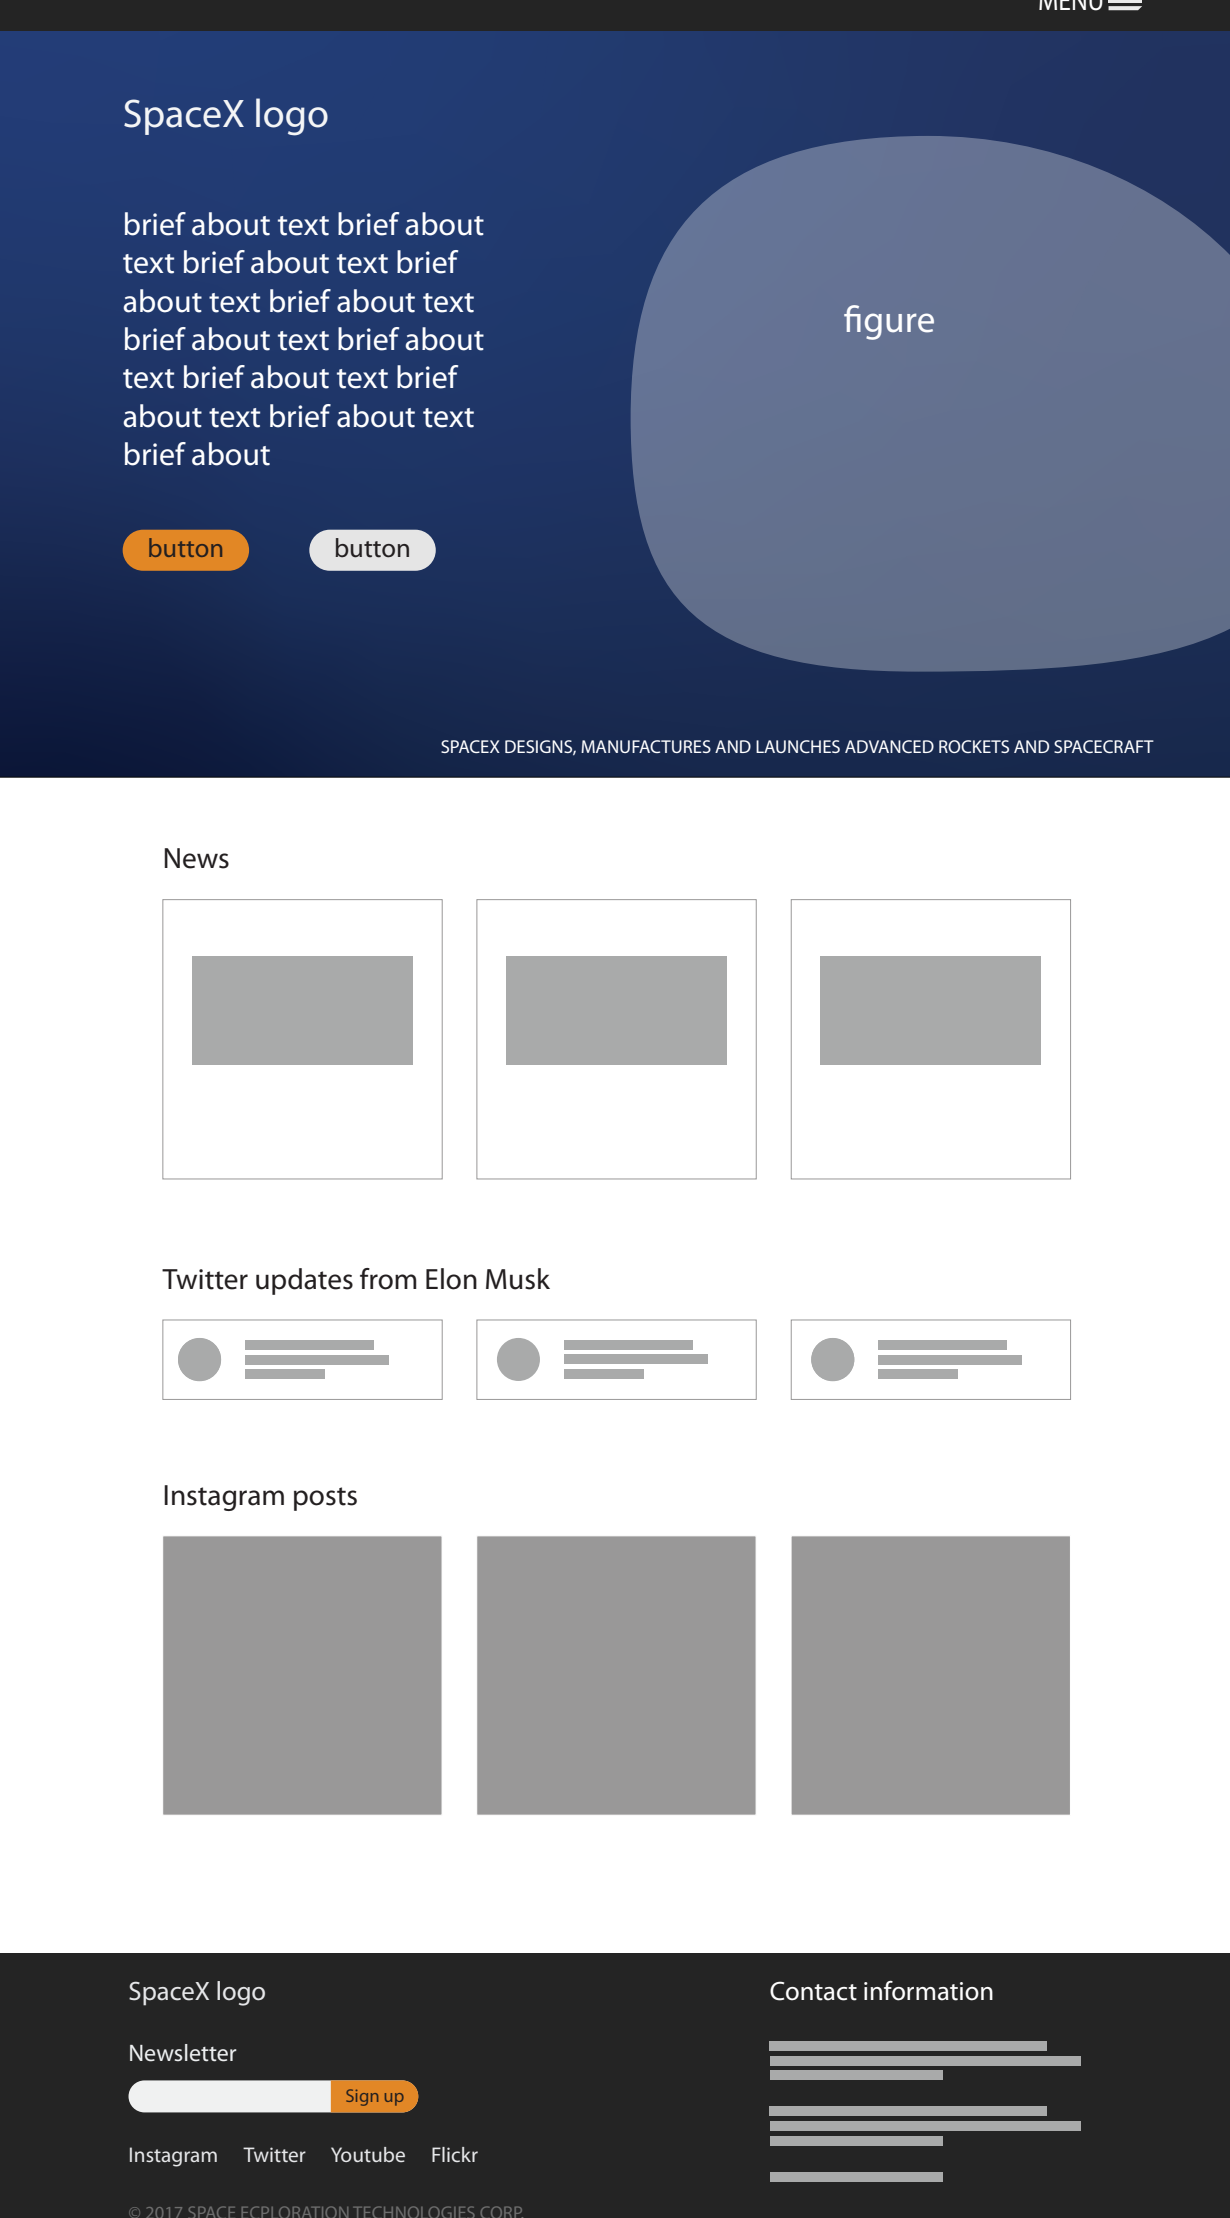 MENU
SpaceX logo
brief about text brief about
text brief about text brief
about text brief about text
brief about text brief about
text brief about text brief
about text brief about text
brief about
figure
button
button
SPACEX DESIGNS, MANUFACTURES AND LAUNCHES ADVANCED ROCKETS AND SPACECRAFT
News
Twitter updates from Elon Musk
Instagram posts
SpaceX logo
Newsletter
Sign up
Instagram Twitter Youtube Flickr
© 2017 SPACE ECPLORATION TECHNOLOGIES CORP.
Contact information